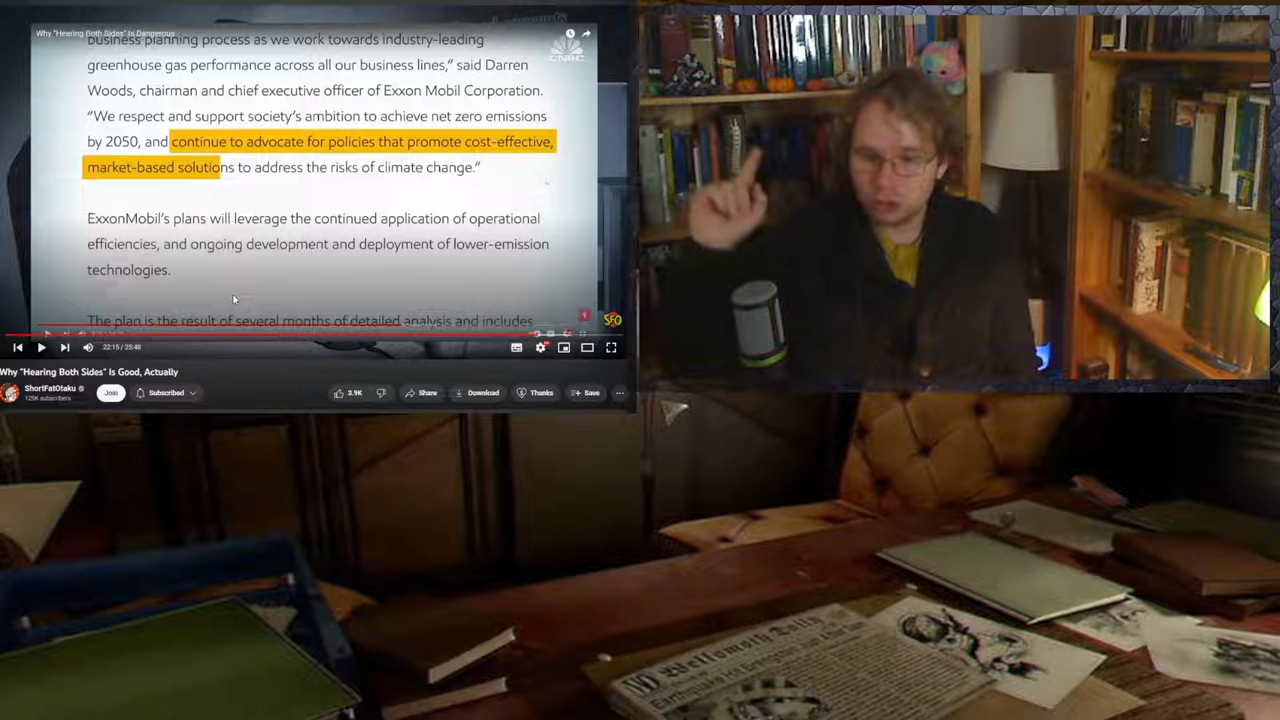 Why "Hearing Both Sides" Is Dangerous
CNBC
business planning process as we work towards industry-leading
greenhouse gas performance across all our business lines,” said Darren
Woods, chairman and chief executive officer of Exxon Mobil Corporation.
“We respect and support society’s ambition to achieve net zero emissions
by 2050, and continue to advocate for policies that promote cost-effective,
market-based solutions to address the risks of climate change.”
ExxonMobil’s plans will leverage the continued application of operational
efficiencies, and ongoing development and deployment of lower-emission
technologies.
The plan is the result of several months of detailed analysis and includes
SFO
22:15 / 25:48
Why "Hearing Both Sides" Is Good, Actually
ShortFatOtaku
129K subscribers
Join
Subscribed
3.9K
Share
Download
Thanks
Save
Wellomoth Daily